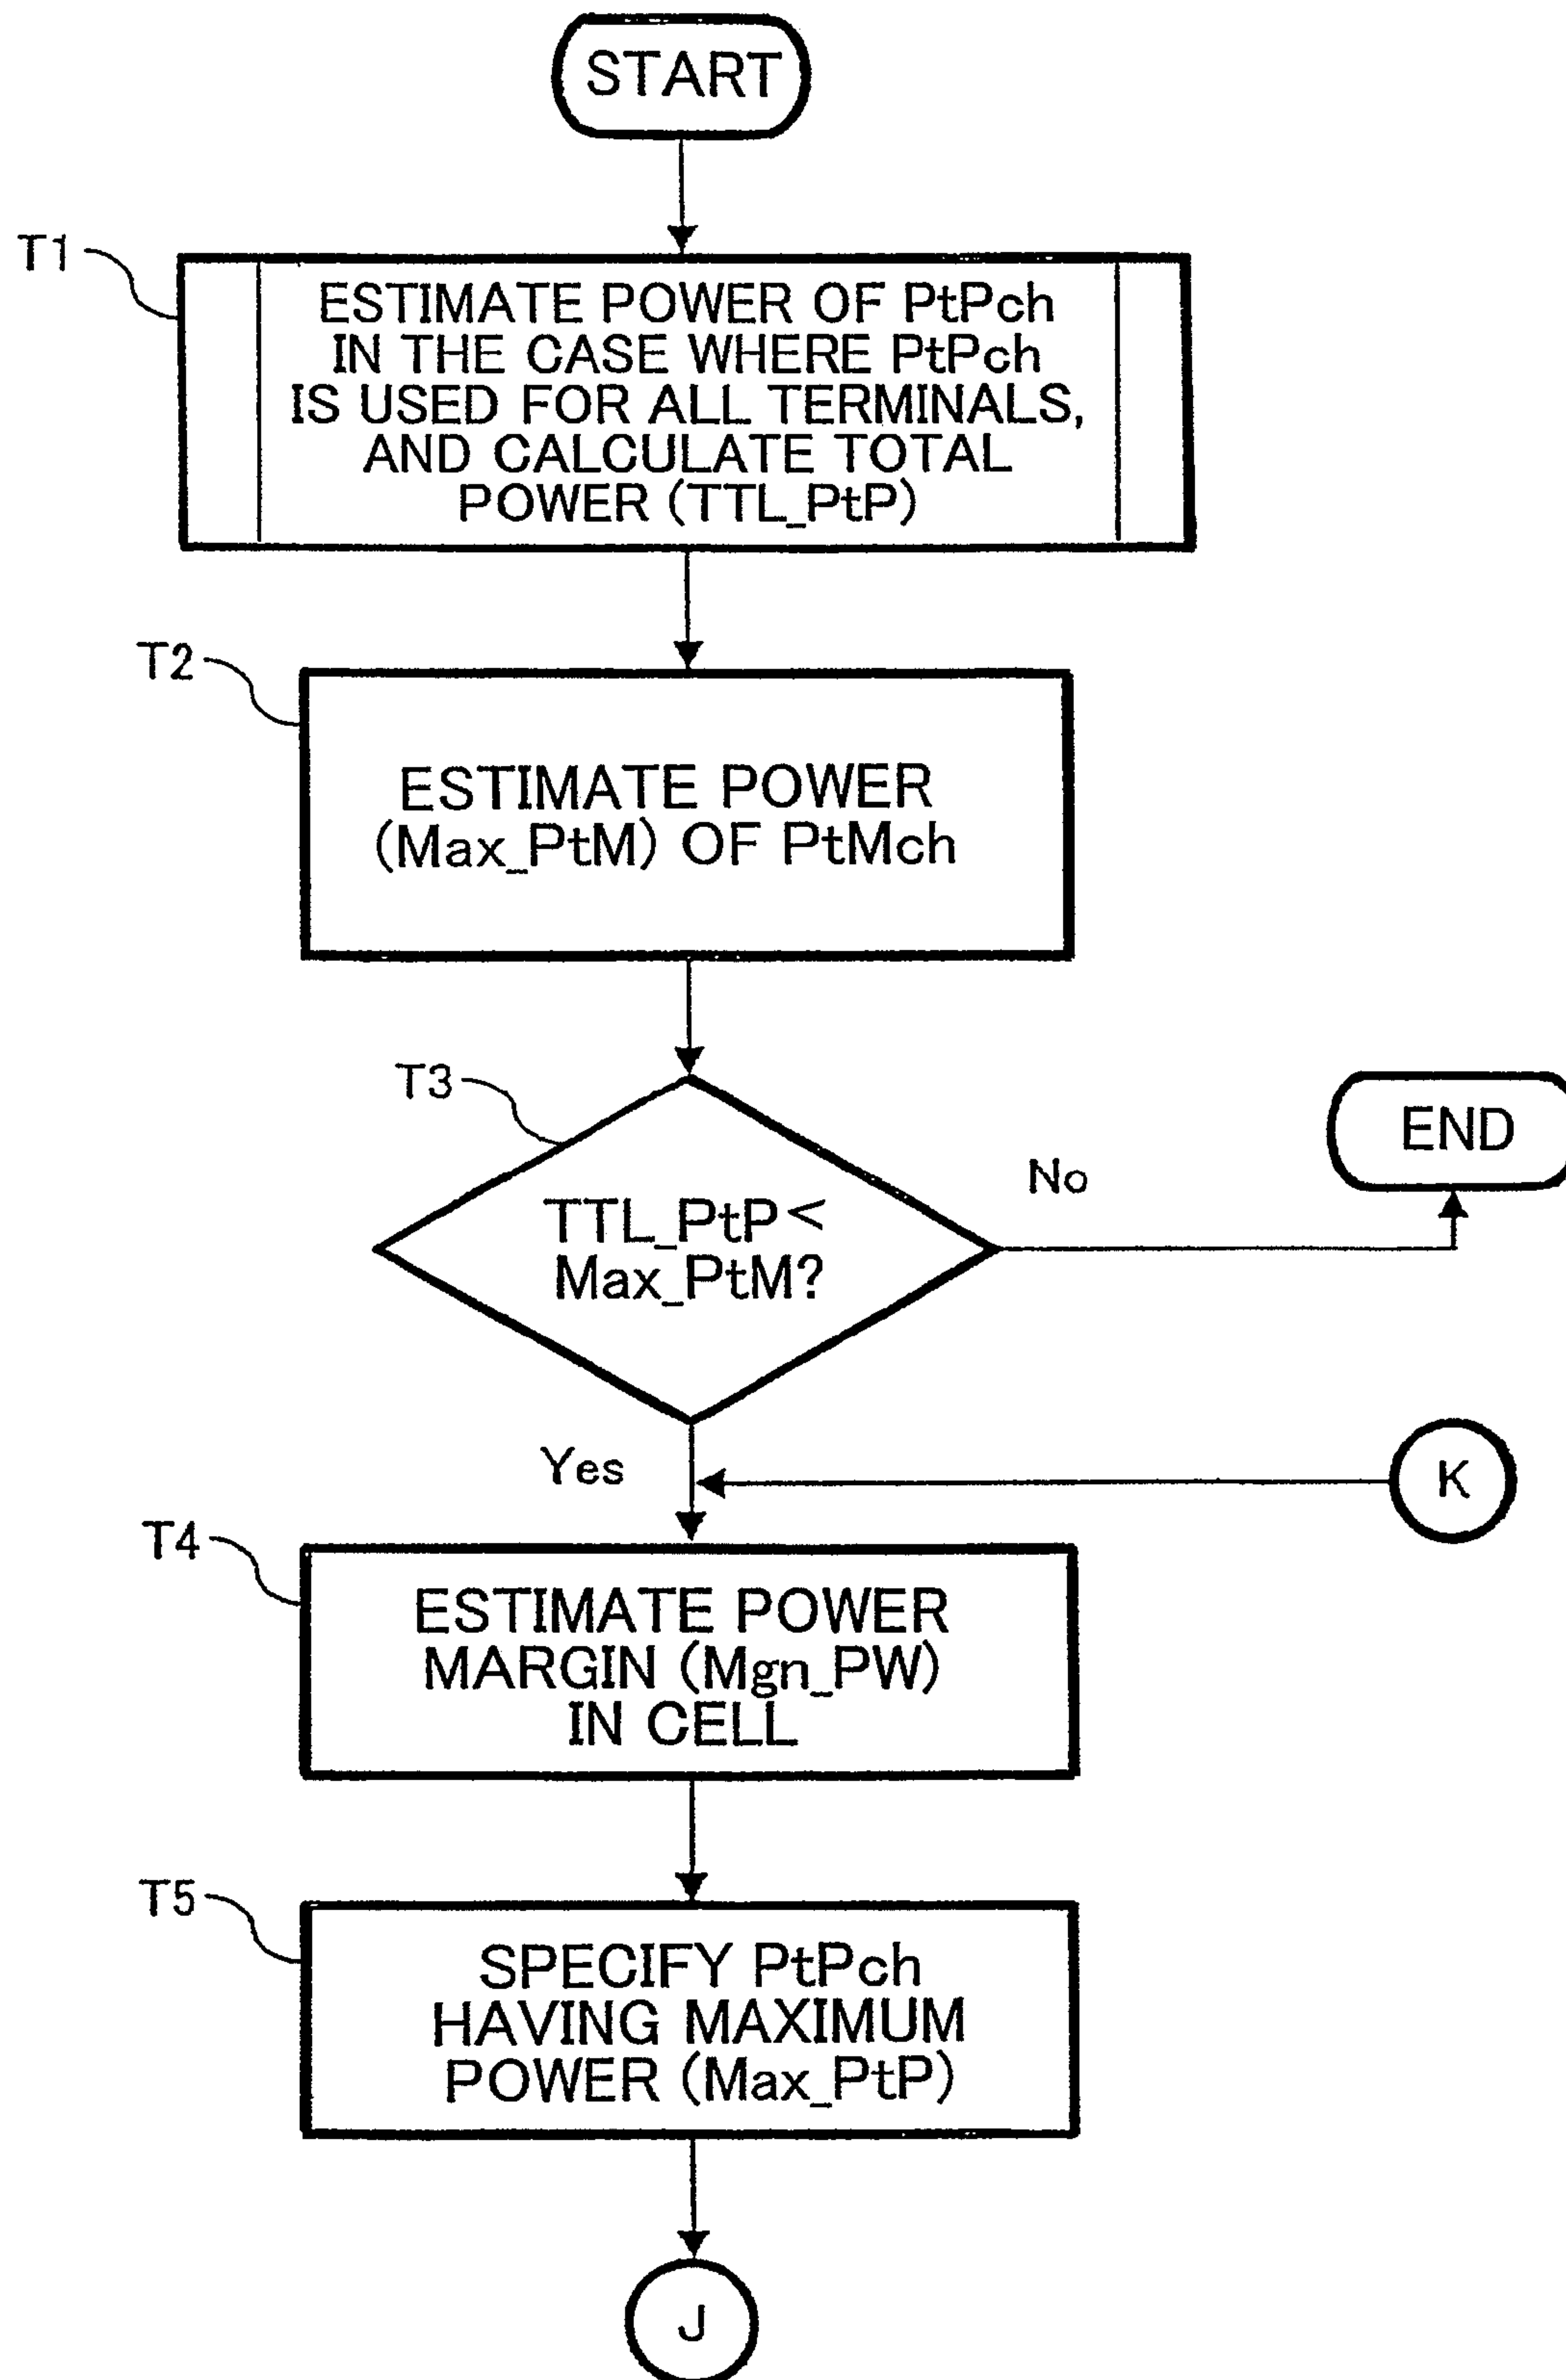 START
T1
ESTIMATE POWER OF PtPch
IN THE CASE WHERE PtPch
IS USED FOR ALL TERMINALS,
AND CALCULATE TOTAL
POWER (TTL_PtP)
T2
ESTIMATE POWER
(Max_PtM) OF PtMch
T3
TTL_PtP <
Max_PtM?
No
END
Yes
K
T4
ESTIMATE POWER
MARGIN (Mgn_PW)
IN CELL
T5
SPECIFY PtPch
HAVING MAXIMUM
POWER (Max_PtP)
J